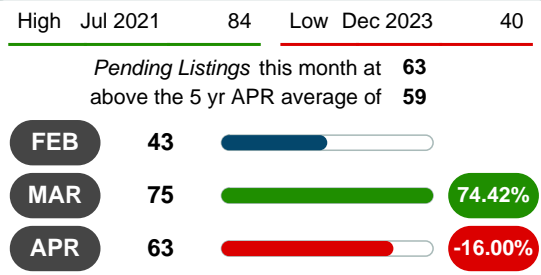 High Jul 2021 84 Low Dec 2023 40
Pending Listings this month at 63
above the 5 yr APR average of 59
FEB 43
MAR 75 74.42%
APR 63 -16.00%